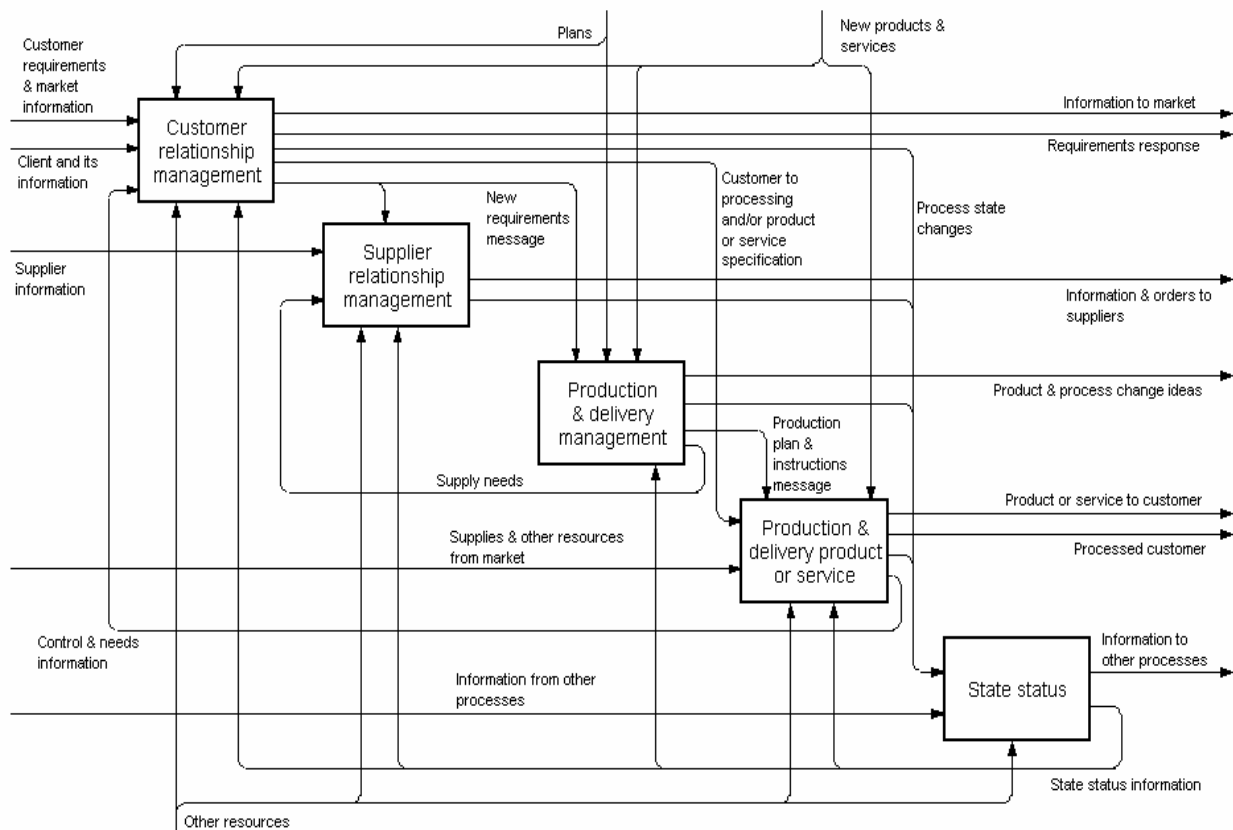 Plans
New products &
services
Customer
requirements
& market
information
Information to market
Customer
relationship
management
Requirements response
Client and its
information
New
requirements
message
Customer to
processing
and/or product
or service
specification
Process state
changes
Supplier
information
Supplier
relationship
management
Information & orders to
suppliers
Production
& delivery
management
Product & process change ideas
Production
plan &
instructions
message
Supply needs
Product or service to customer
Supplies & other resources
from market
Production &
delivery product
or service
Processed customer
Control & needs
information
Information to
other processes
Information from other
processes
State status
State status information
Other resources